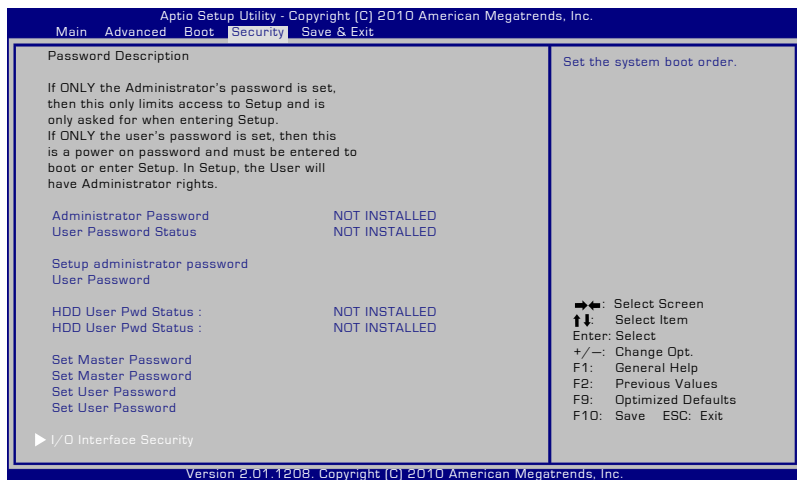 Aptio Setup Utility - Copyright (C) 2010 American Megatrends, Inc.
Main Advanced Boot Security Save & Exit
Password Description
If ONLY the Administrator's password is set,
then this only limits access to Setup and is
only asked for when entering Setup.
If ONLY the user's password is set, then this
is a power on password and must be entered to
boot or enter Setup. In Setup, the User will
have Administrator rights.
Administrator Password NOT INSTALLED
User Password Status NOT INSTALLED
Setup administrator password
User Password
HDD User Pwd Status : NOT INSTALLED
HDD User Pwd Status : NOT INSTALLED
Set Master Password
Set Master Password
Set User Password
Set User Password
I/O Interface Security
Set the system boot order.
→←: Select Screen
↑↓: Select Item
Enter: Select
+/—: Change Opt.
F1: General Help
F2: Previous Values
F9: Optimized Defaults
F10: Save ESC: Exit
Version 2.01.1208. Copyright (C) 2010 American Megatrends, Inc.